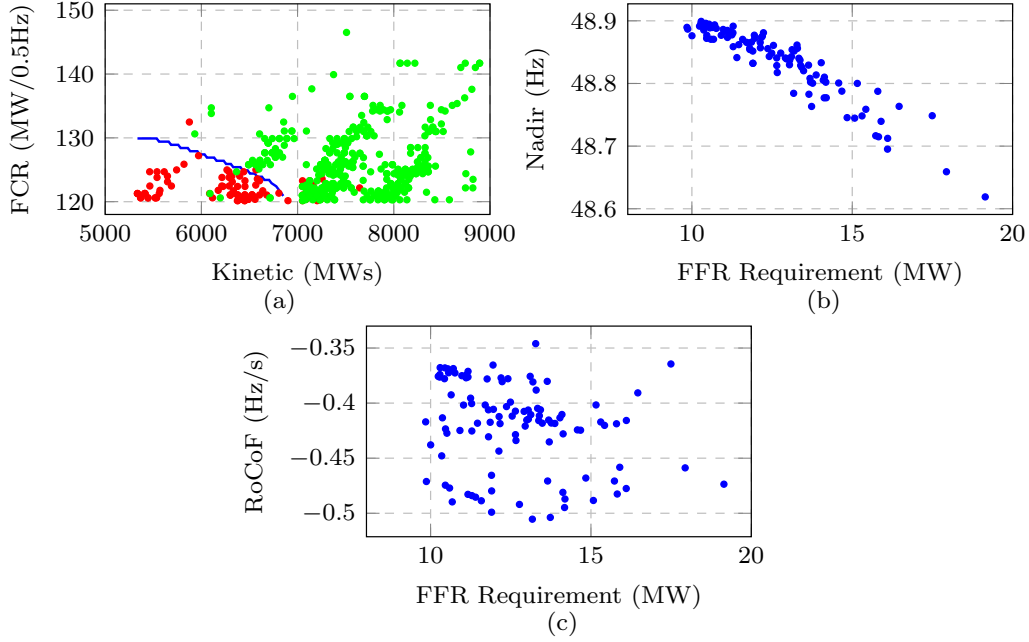 150
140
130
120
FCR (MW/0.5Hz)
5000 6000 7000 8000 9000
Kinetic (MWs)
(a)
48.9
48.8
48.7
48.6
Nadir (Hz)
10 15 20
FFR Requirement (MW)
(b)
−0.35
−0.4
−0.45
−0.5
RoCoF (Hz/s)
10 15 20
FFR Requirement (MW)
(c)